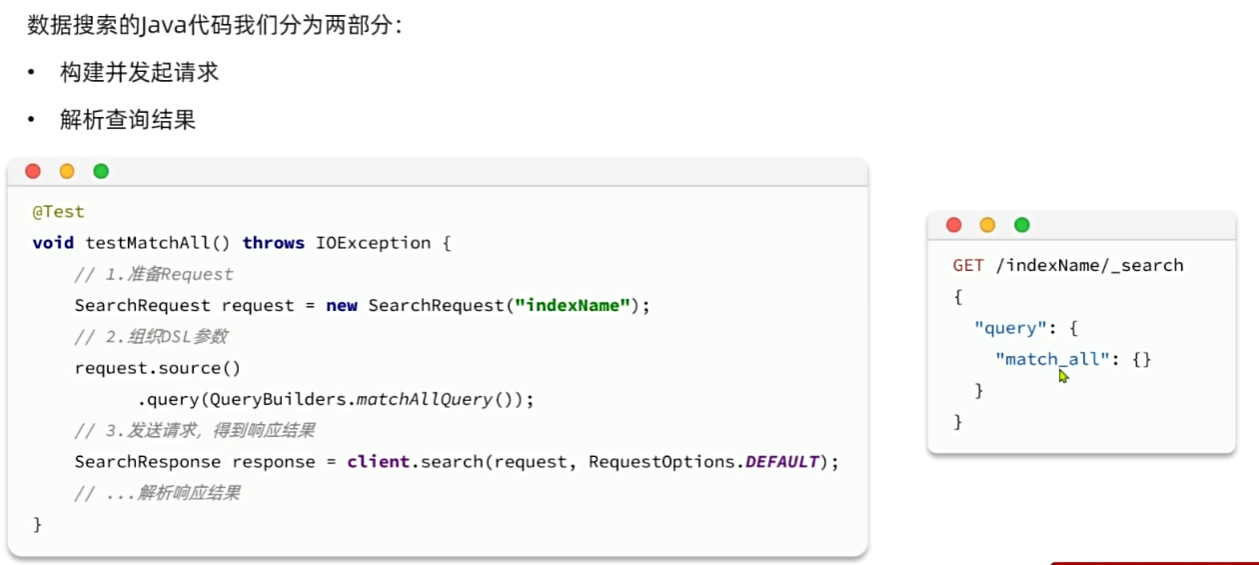 数据搜索的Java代码我们分为两部分：
• 构建并发起请求
• 解析查询结果
@Test
void testMatchAll() throws IOException {
    // 1.准备Request
    SearchRequest request = new SearchRequest("indexName");
    // 2.组织DSL参数
    request.source()
          .query(QueryBuilders.matchAllQuery());
    // 3.发送请求，得到响应结果
    SearchResponse response = client.search(request, RequestOptions.DEFAULT);
    // ...解析响应结果
}
GET /indexName/_search
{
  "query": {
    "match_all": {}
  }
}